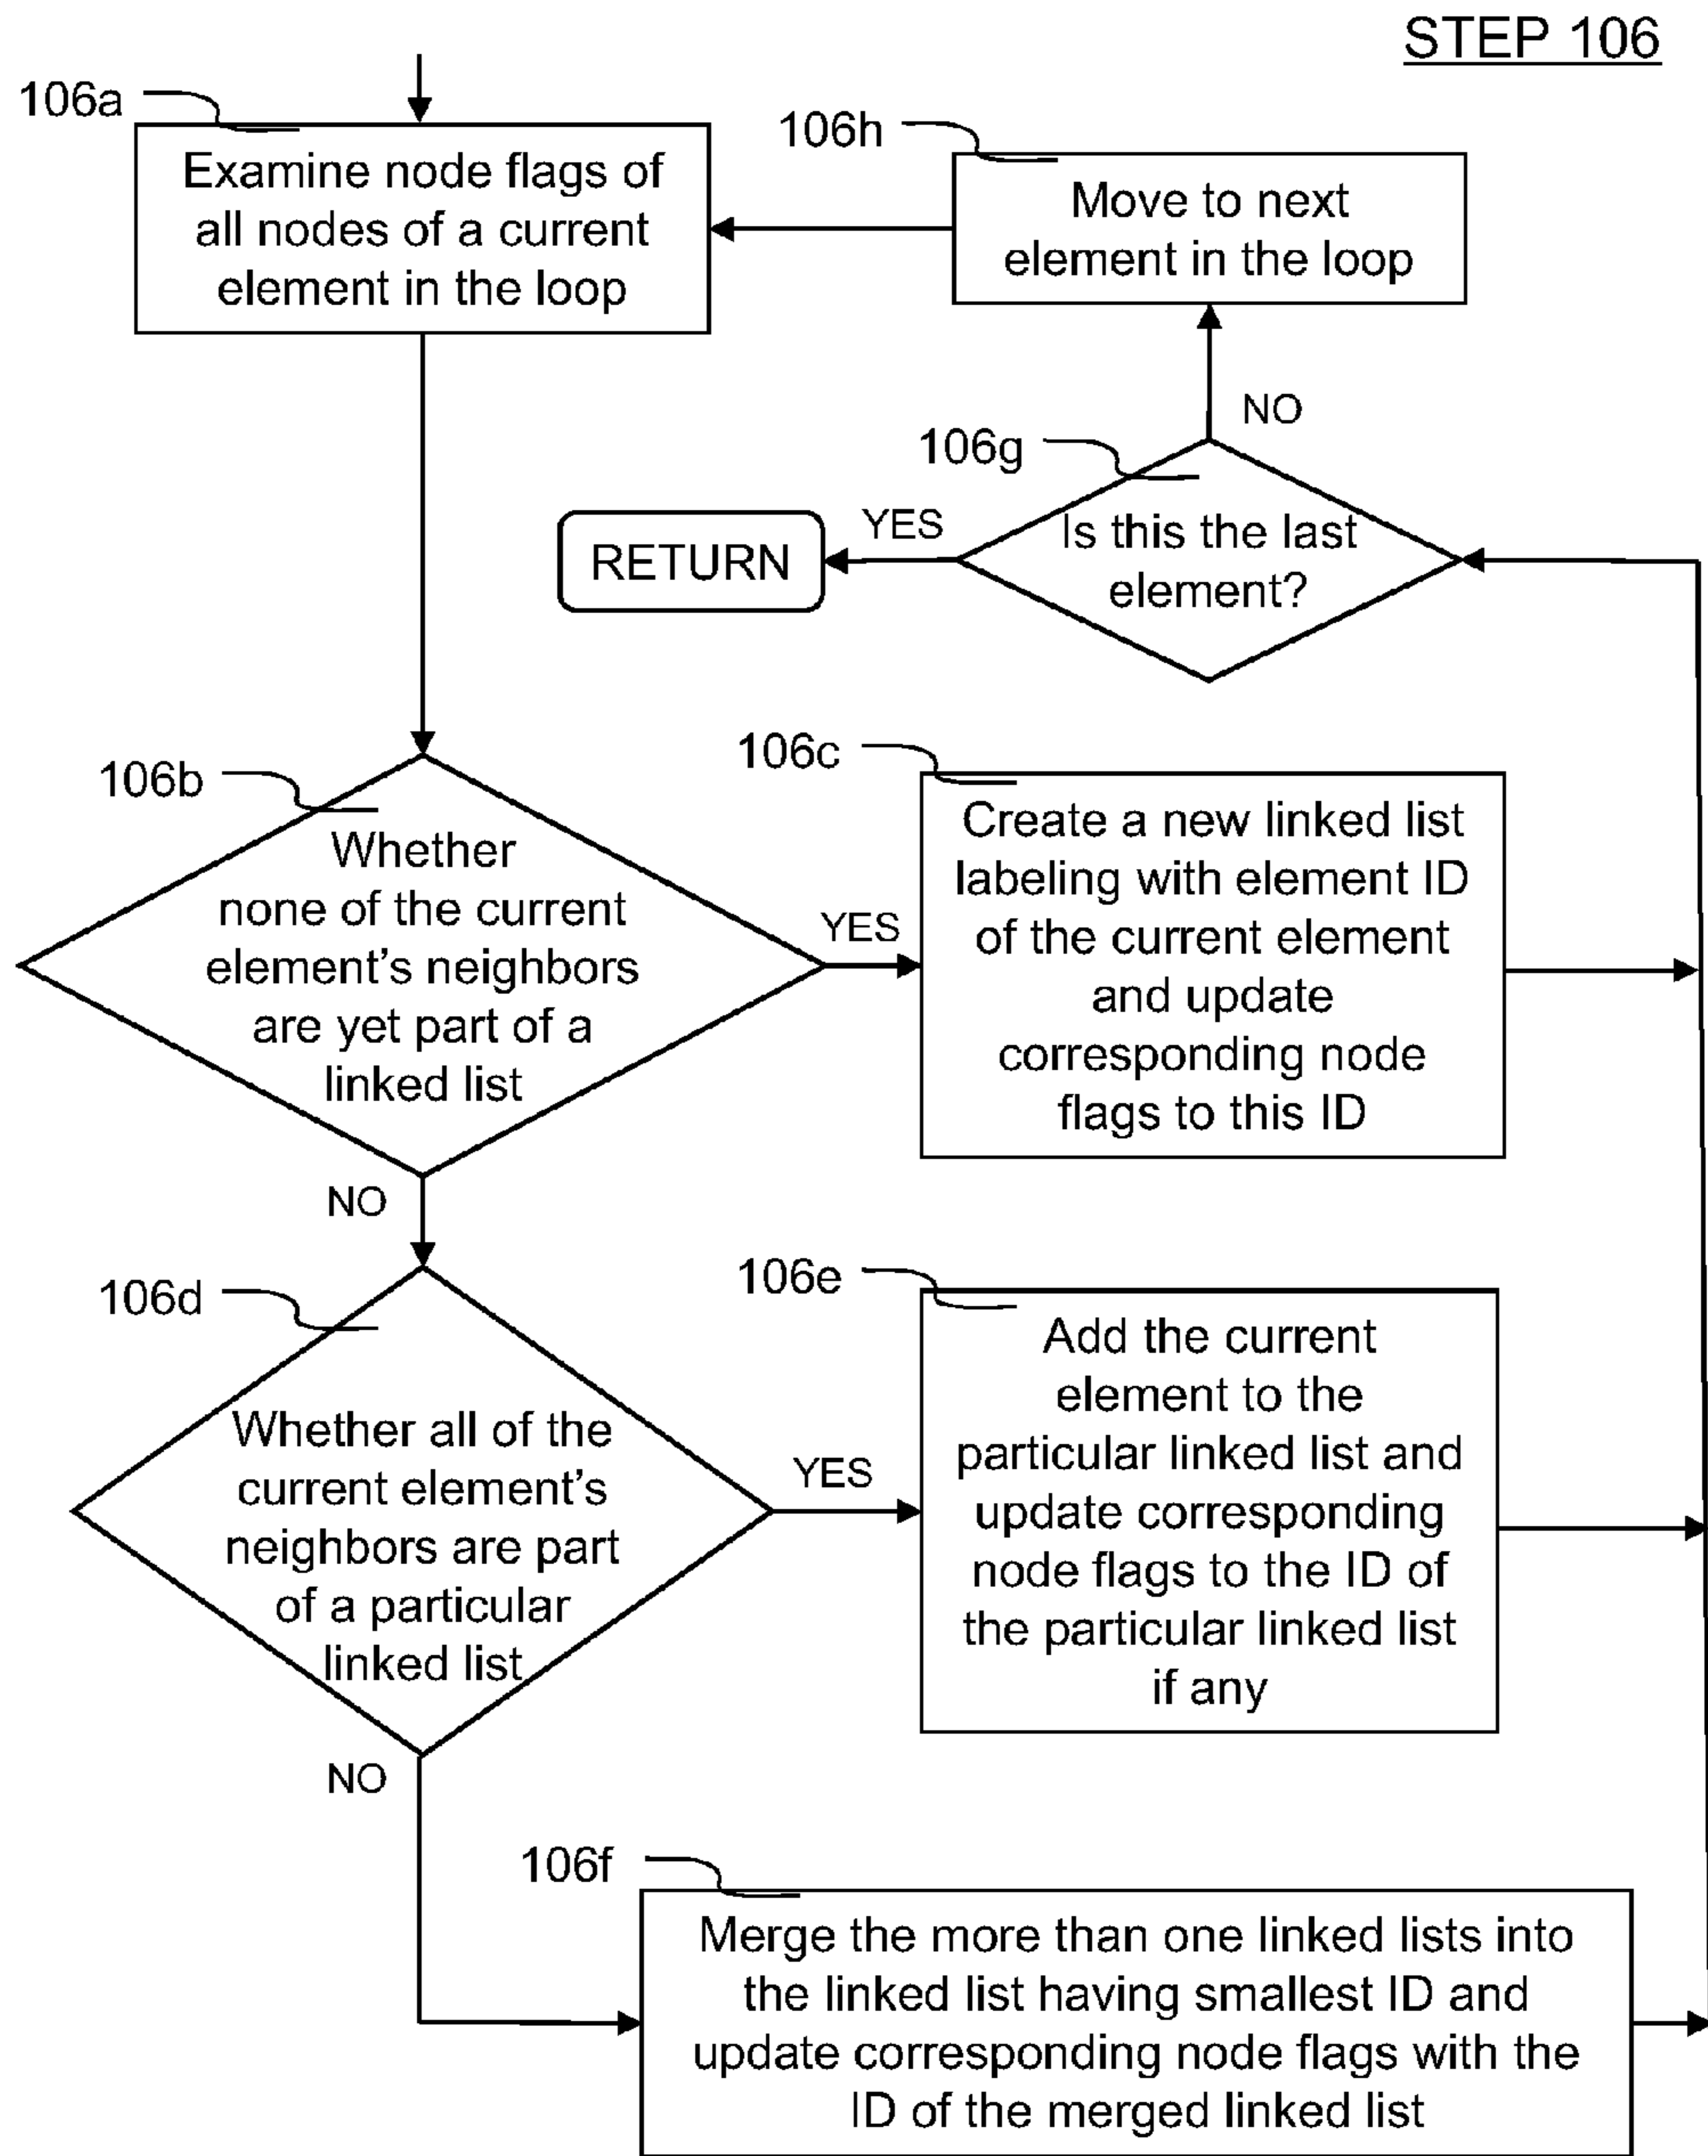 STEP 106
106a
Examine node flags of
all nodes of a current
element in the loop
106h
Move to next
element in the loop
NO
106g
Is this the last
element?
YES
RETURN
106b
Whether
none of the current
element's neighbors
are yet part of a
linked list
YES
NO
106c
Create a new linked list
labeling with element ID
of the current element
and update
corresponding node
flags to this ID
106d
Whether all of the
current element's
neighbors are part
of a particular
linked list
YES
NO
106e
Add the current
element to the
particular linked list and
update corresponding
node flags to the ID of
the particular linked list
if any
106f
Merge the more than one linked lists into
the linked list having smallest ID and
update corresponding node flags with the
ID of the merged linked list